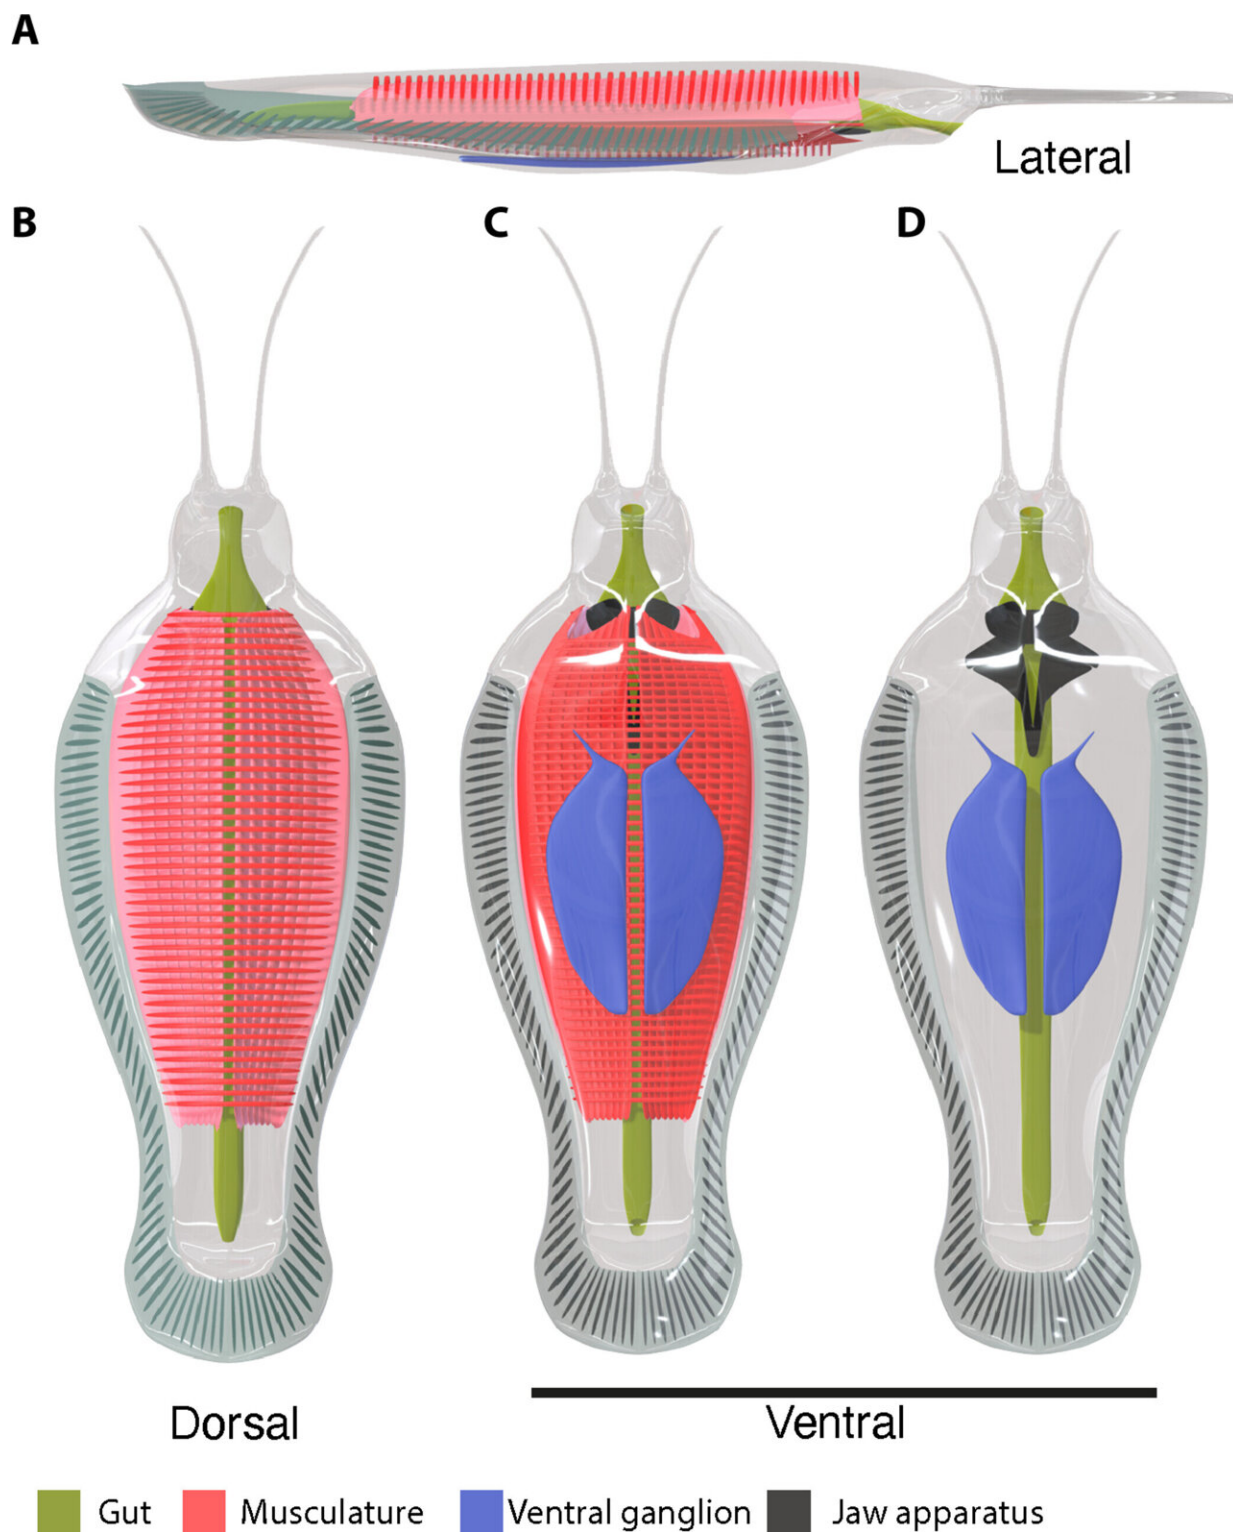 A
Lateral
B
C
D
Dorsal
Ventral
Gut
Musculature
Ventral ganglion
Jaw apparatus